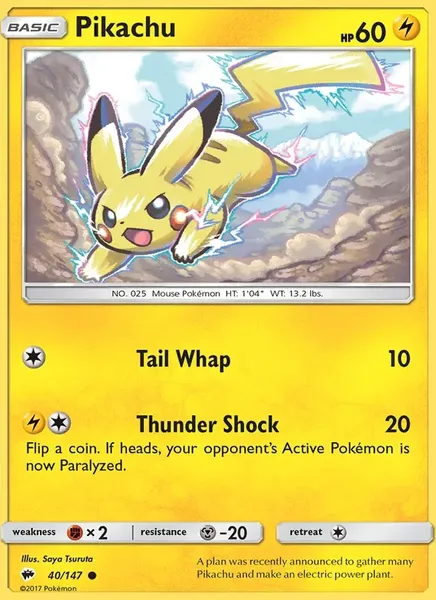 BASIC Pikachu HP60
NO. 025 Mouse Pokémon HT: 1'04" WT: 13.2 lbs.
Tail Whap 10
Thunder Shock 20
Flip a coin. If heads, your opponent's Active Pokémon is
now Paralyzed.
weakness ×2 resistance -20 retreat
Illus. Saya Tsuruta
40/147
©2017 Pokémon
A plan was recently announced to gather many
Pikachu and make an electric power plant.